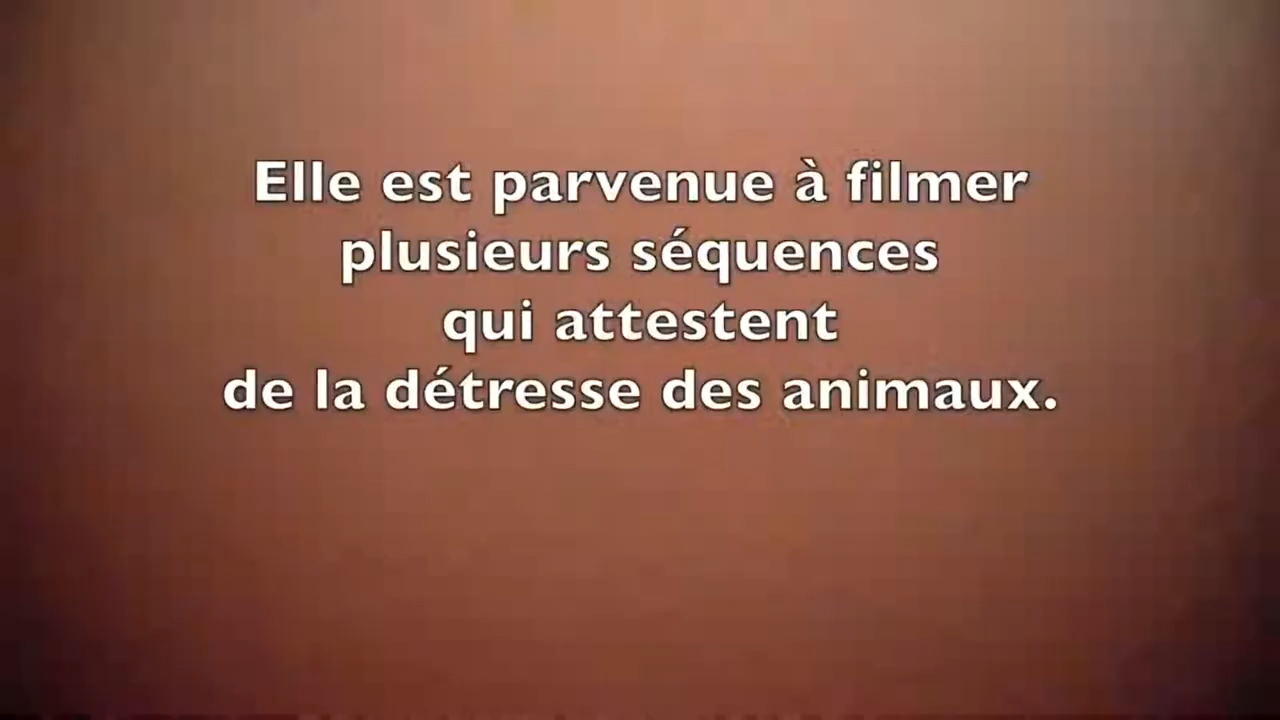 Elle est parvenue à filmer
plusieurs séquences
qui attestent
de la détresse des animaux.